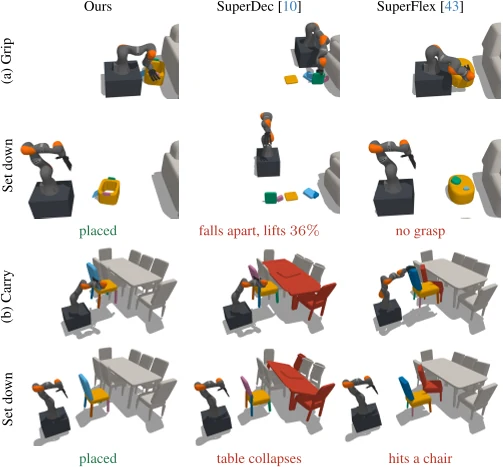 Ours SuperDec [10] SuperFlex [43]
(a) Grip
Set down
placed falls apart, lifts 36% no grasp
(b) Carry
Set down
placed table collapses hits a chair